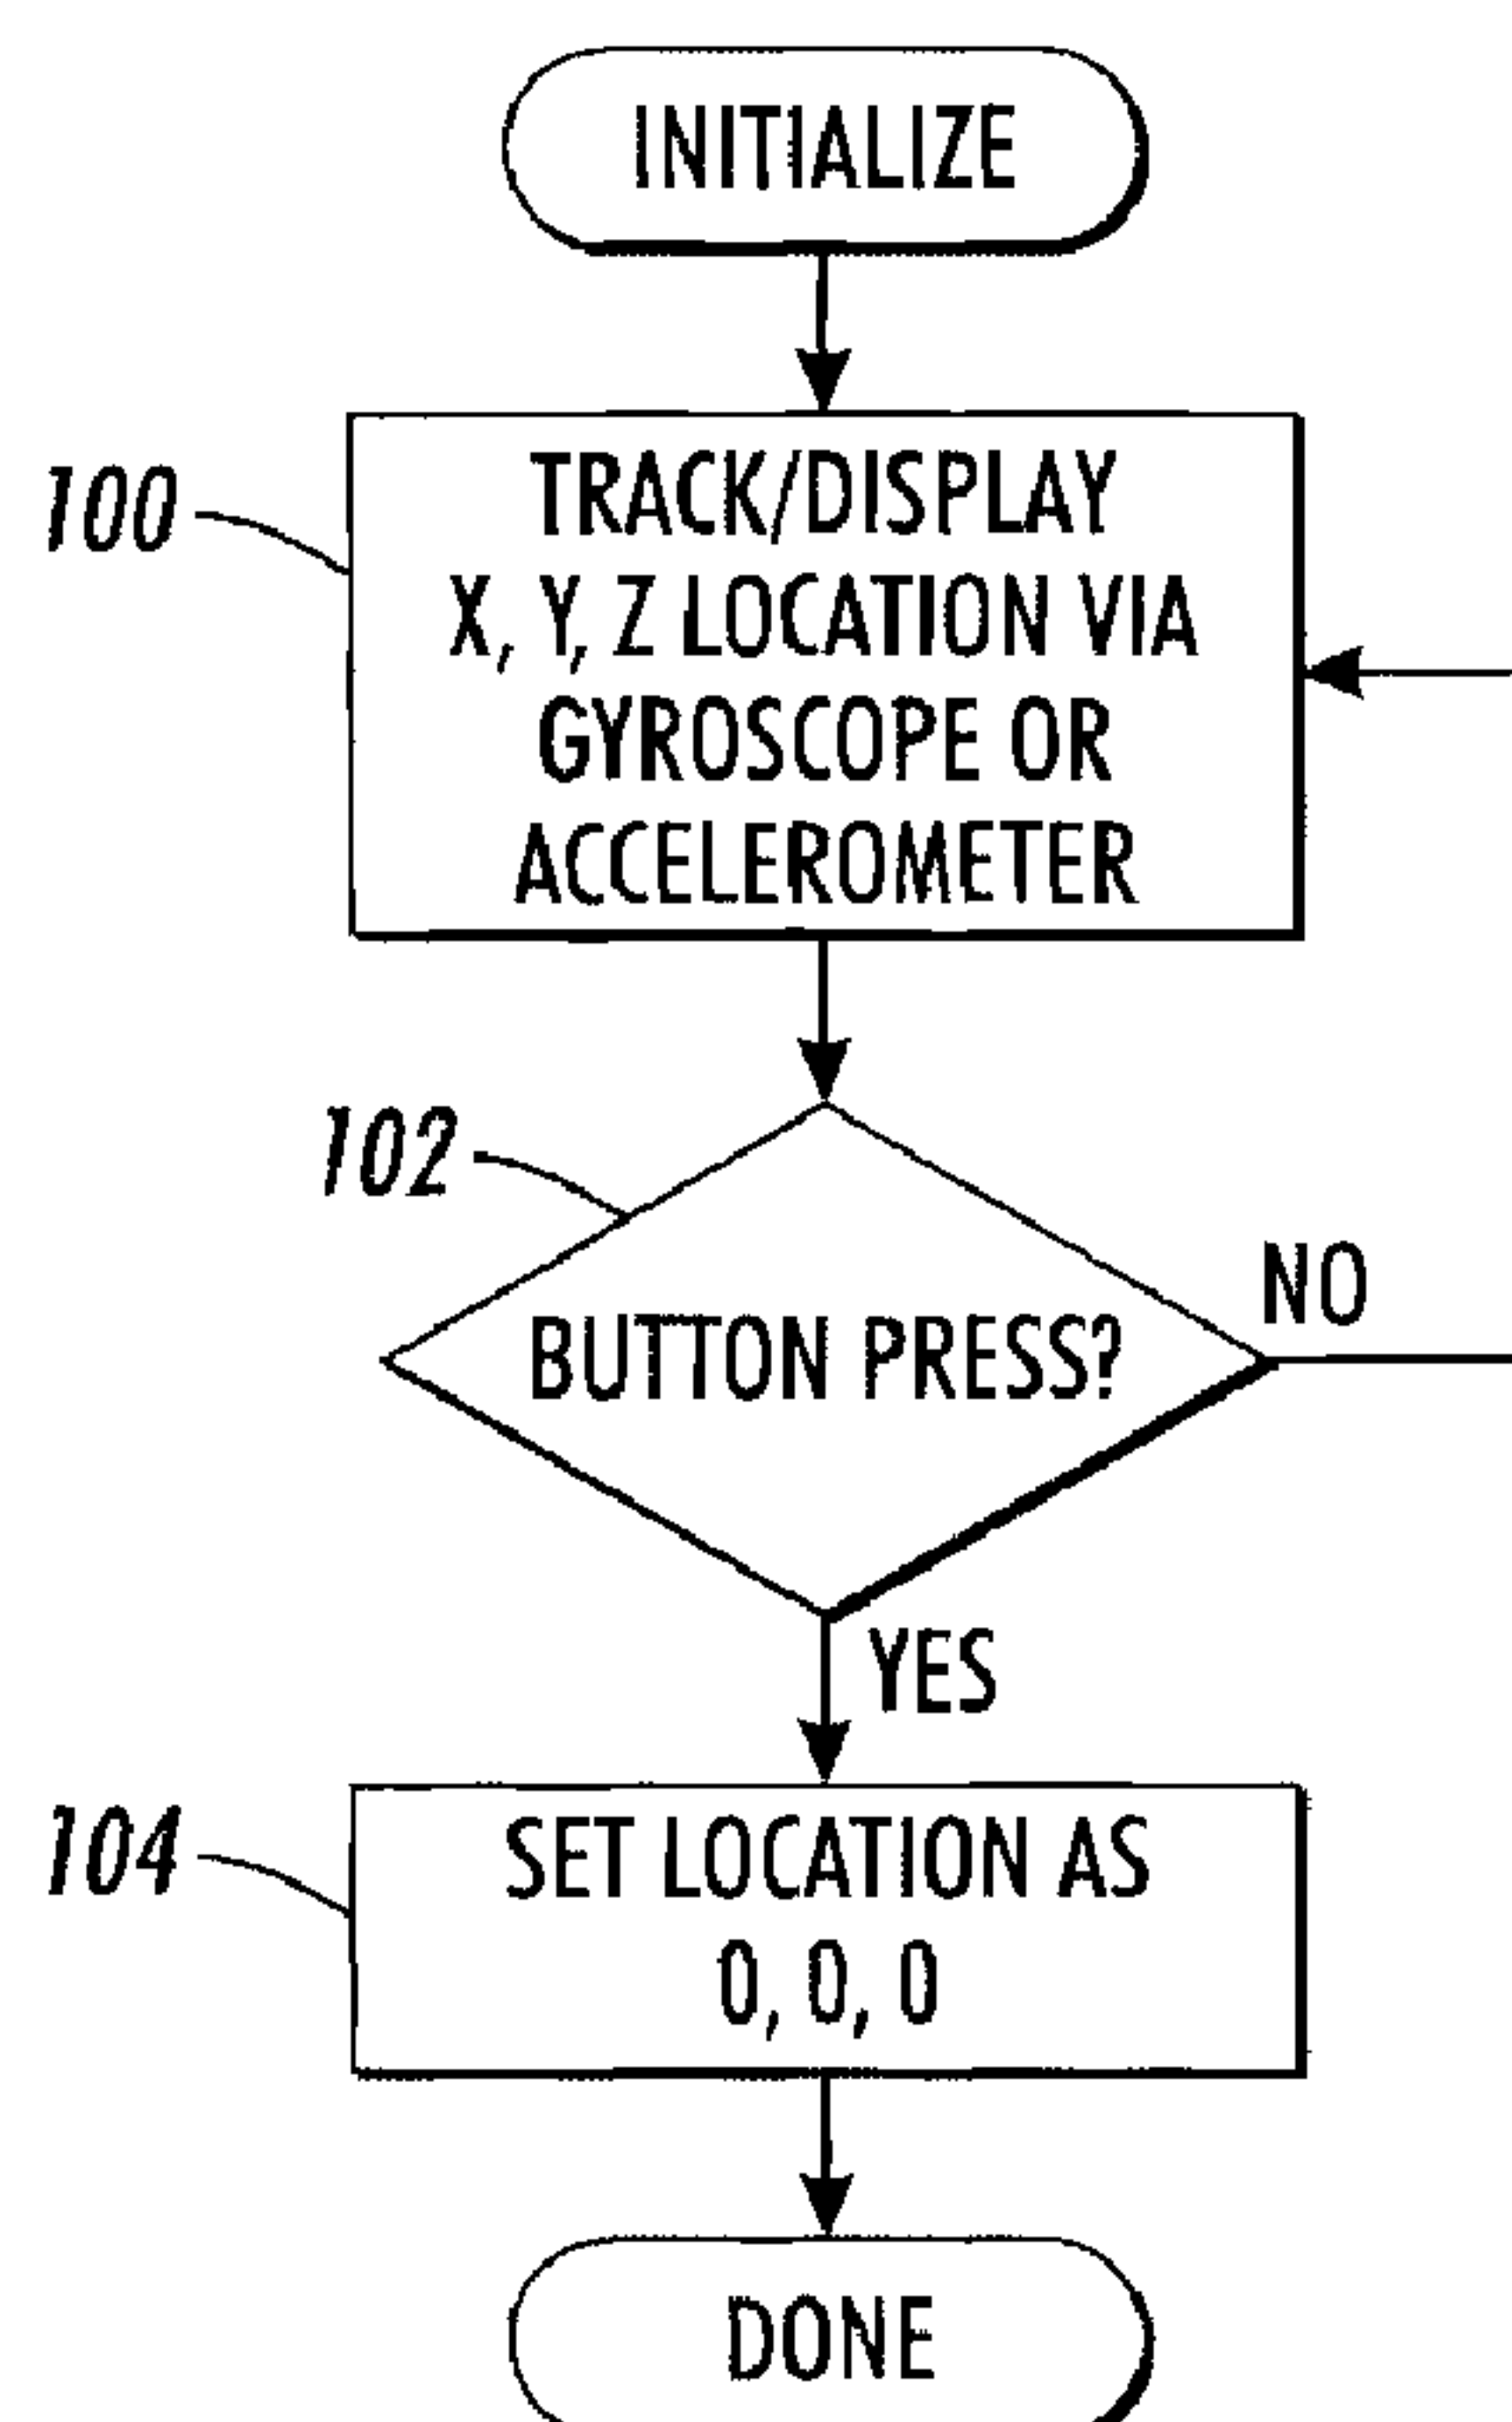 INITIALIZE
100
TRACK/DISPLAY
X, Y, Z LOCATION VIA
GYROSCOPE OR
ACCELEROMETER
102
BUTTON PRESS?
NO
YES
104
SET LOCATION AS
0, 0, 0
DONE